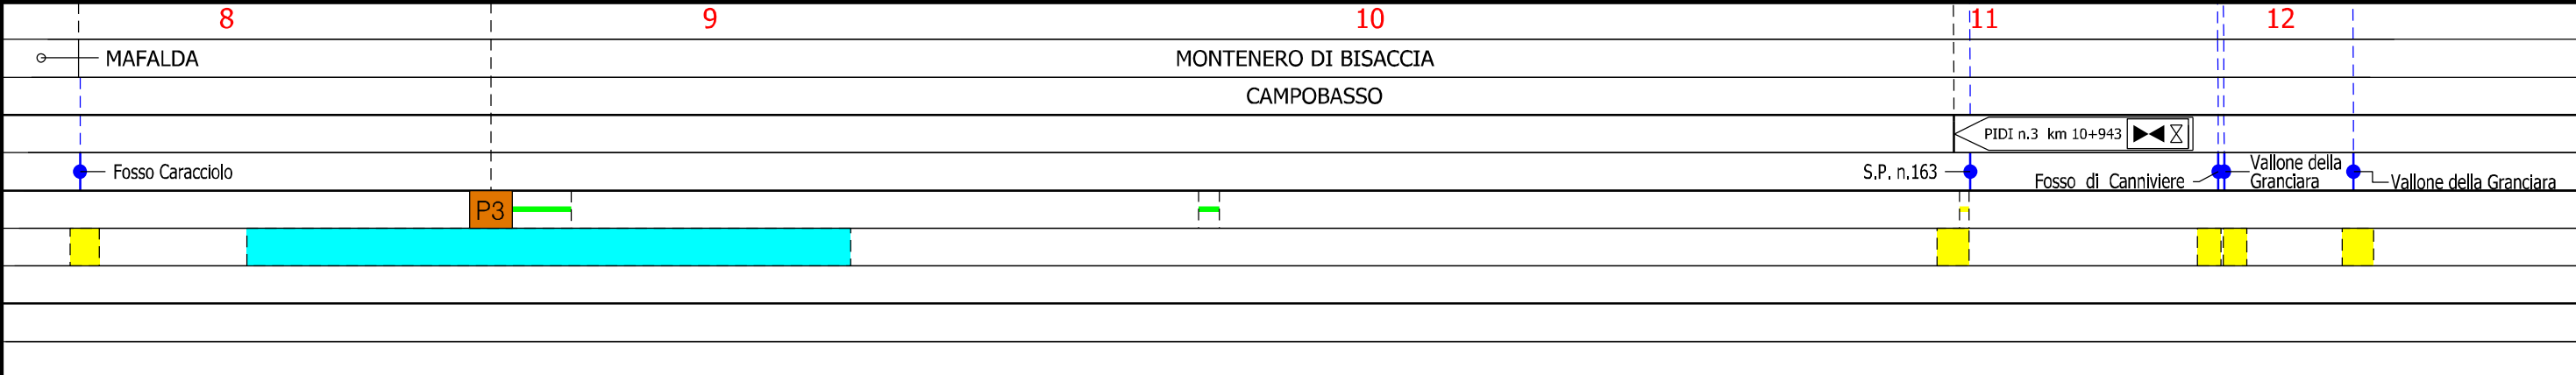 8 9 10 11 12
MAFALDA MONTENERO DI BISACCIA
CAMPOBASSO
PIDI n.3 km 10+943
Fosso Caracciolo S.P. n.163 Fosso di Canniviere Vallone della
Granciara Vallone della Granciara
P3